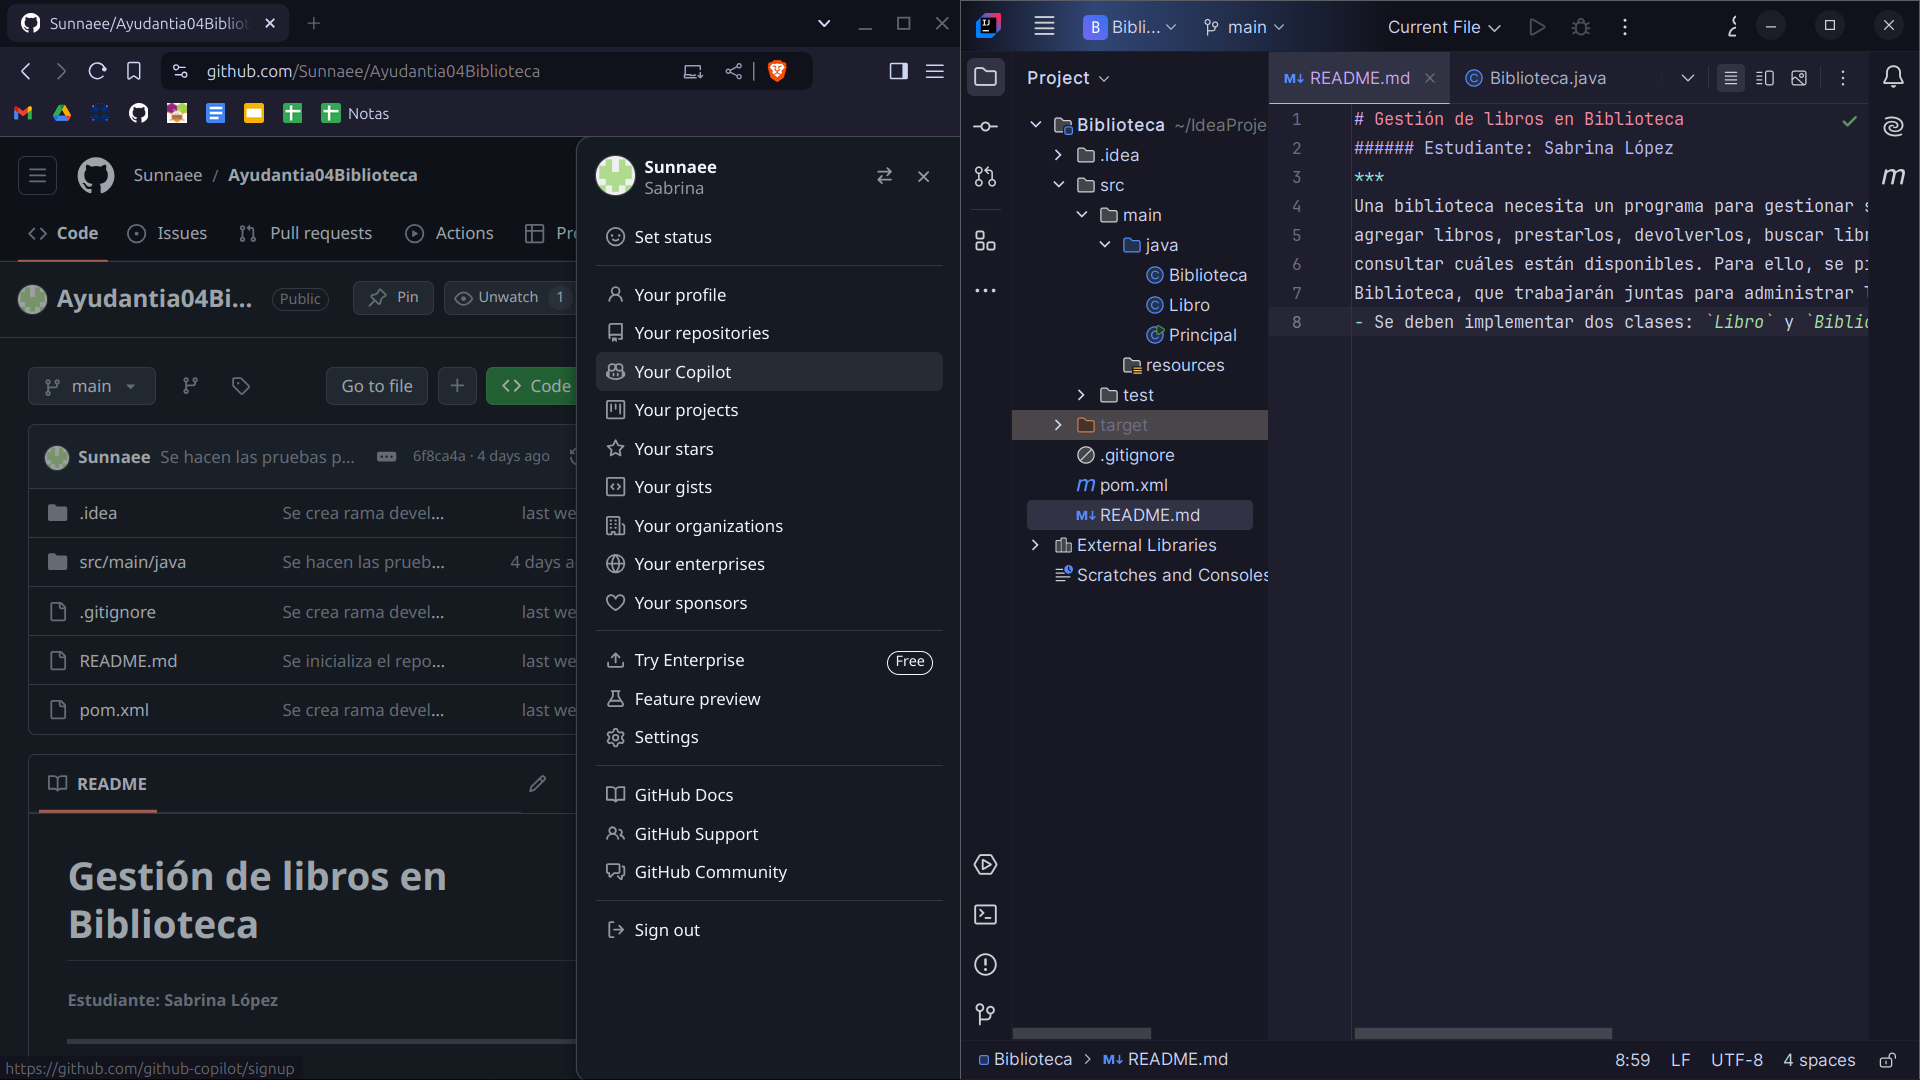 Sunnaee/Ayudantia04Bibliot
github.com/Sunnaee/Ayudantia04Biblioteca
Notas
Sunnaee / Ayudantia04Biblioteca
Code
Issues
Pull requests
Actions
Ayudantia04Bi...
Public
Pin
Unwatch 1
main
Go to file
Code
Sunnaee Se hacen las pruebas p... 6f8ca4a · 4 days ago
.idea Se crea rama devel...
last we
src/main/java Se hacen las prueb...
4 days a
.gitignore Se crea rama devel...
last we
README.md Se inicializa el repo...
last we
pom.xml Se crea rama devel...
last we
README
Gestión de libros en
Biblioteca
Estudiante: Sabrina López
https://github.com/github-copilot/signup
Sunnaee
Sabrina
Set status
Your profile
Your repositories
Your Copilot
Your projects
Your stars
Your gists
Your organizations
Your enterprises
Your sponsors
Try Enterprise Free
Feature preview
Settings
GitHub Docs
GitHub Support
GitHub Community
Sign out
B Bibli... main Current File
Project
Biblioteca ~/IdeaProje
.idea
src
main
java
Biblioteca
Libro
Principal
resources
test
target
.gitignore
pom.xml
README.md
External Libraries
Scratches and Consoles
README.md Biblioteca.java
1 # Gestión de libros en Biblioteca
2 ###### Estudiante: Sabrina López
3 ***
4 Una biblioteca necesita un programa para gestionar s
5 agregar libros, prestarlos, devolverlos, buscar libr
6 consultar cuáles están disponibles. Para ello, se pi
7 Biblioteca, que trabajarán juntas para administrar l
8 - Se deben implementar dos clases: `Libro` y `Biblio
Biblioteca > README.md
8:59 LF UTF-8 4 spaces